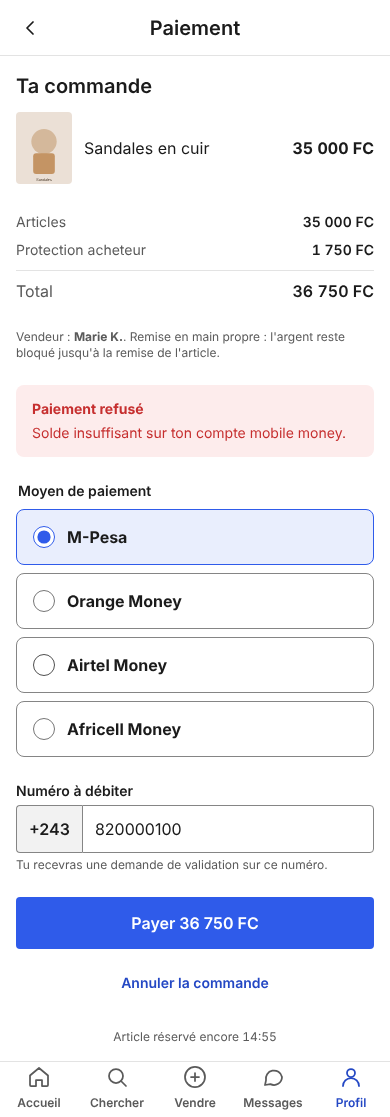 Paiement
Ta commande
Sandales
Sandales en cuir
35 000 FC
Articles
35 000 FC
Protection acheteur
1 750 FC
Total
36 750 FC
Vendeur : Marie K.. Remise en main propre : l'argent reste
bloqué jusqu'à la remise de l'article.
Paiement refusé
Solde insuffisant sur ton compte mobile money.
Moyen de paiement
M-Pesa
Orange Money
Airtel Money
Africell Money
Numéro à débiter
+243
820000100
Tu recevras une demande de validation sur ce numéro.
Payer 36 750 FC
Annuler la commande
Article réservé encore 14:55
Accueil
Chercher
Vendre
Messages
Profil